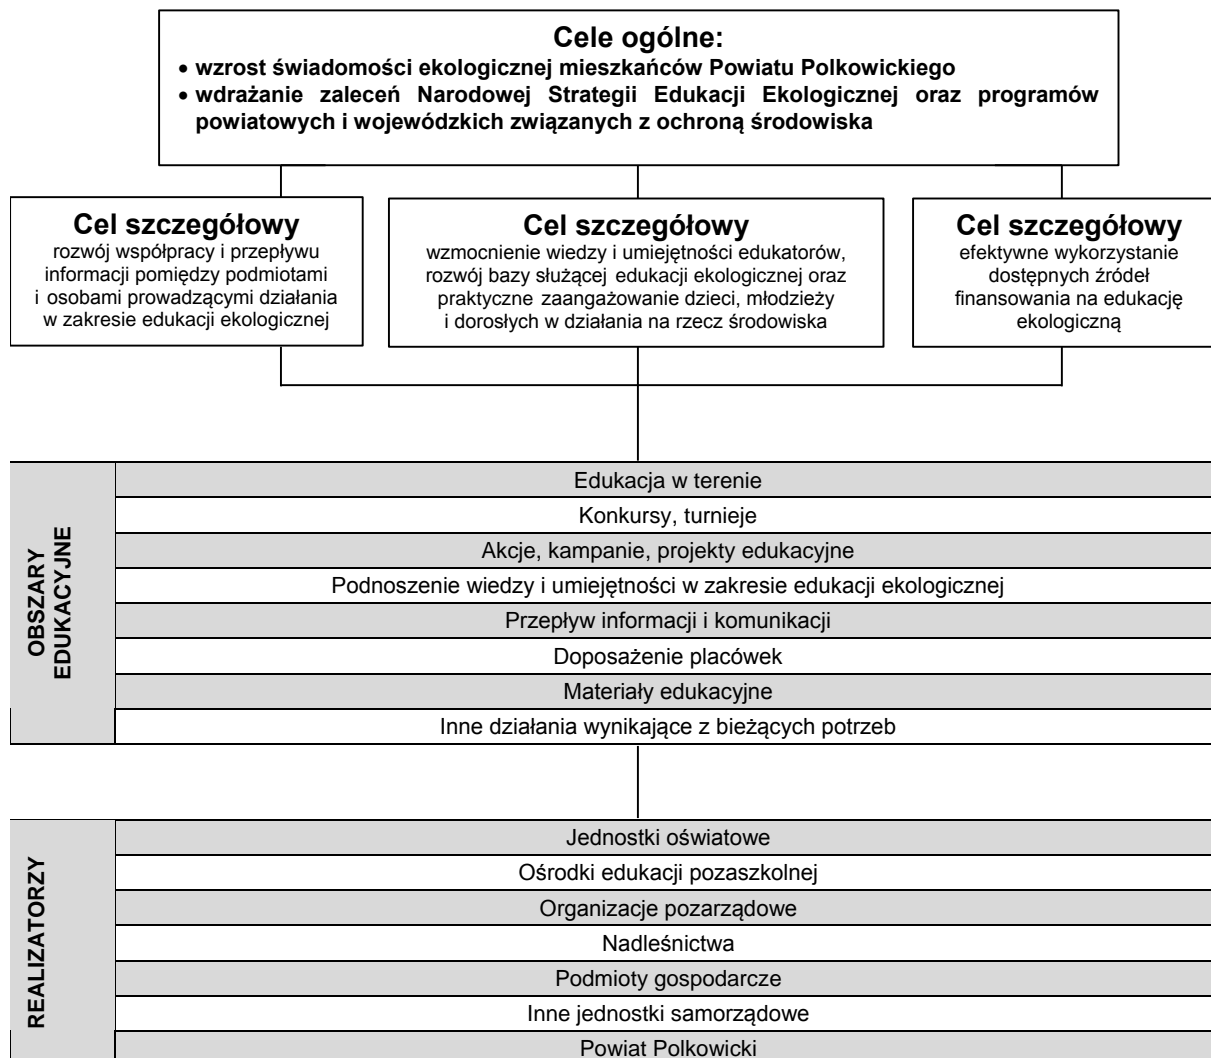 Cele ogólne:
• wzrost świadomości ekologicznej mieszkańców Powiatu Polkowickiego
• wdrażanie zaleceń Narodowej Strategii Edukacji Ekologicznej oraz programów
powiatowych i wojewódzkich związanych z ochroną środowiska
Cel szczegółowy
rozwój współpracy i przepływu
informacji pomiędzy podmiotami
i osobami prowadzącymi działania
w zakresie edukacji ekologicznej
Cel szczegółowy
wzmocnienie wiedzy i umiejętności edukatorów,
rozwój bazy służącej edukacji ekologicznej oraz
praktyczne zaangażowanie dzieci, młodzieży
i dorosłych w działania na rzecz środowiska
Cel szczegółowy
efektywne wykorzystanie
dostępnych źródeł
finansowania na edukację
ekologiczną
OBSZARY
EDUKACYJNE
Edukacja w terenie
Konkursy, turnieje
Akcje, kampanie, projekty edukacyjne
Podnoszenie wiedzy i umiejętności w zakresie edukacji ekologicznej
Przepływ informacji i komunikacji
Doposażenie placówek
Materiały edukacyjne
Inne działania wynikające z bieżących potrzeb
REALIZATORZY
Jednostki oświatowe
Ośrodki edukacji pozaszkolnej
Organizacje pozarządowe
Nadleśnictwa
Podmioty gospodarcze
Inne jednostki samorządowe
Powiat Polkowicki